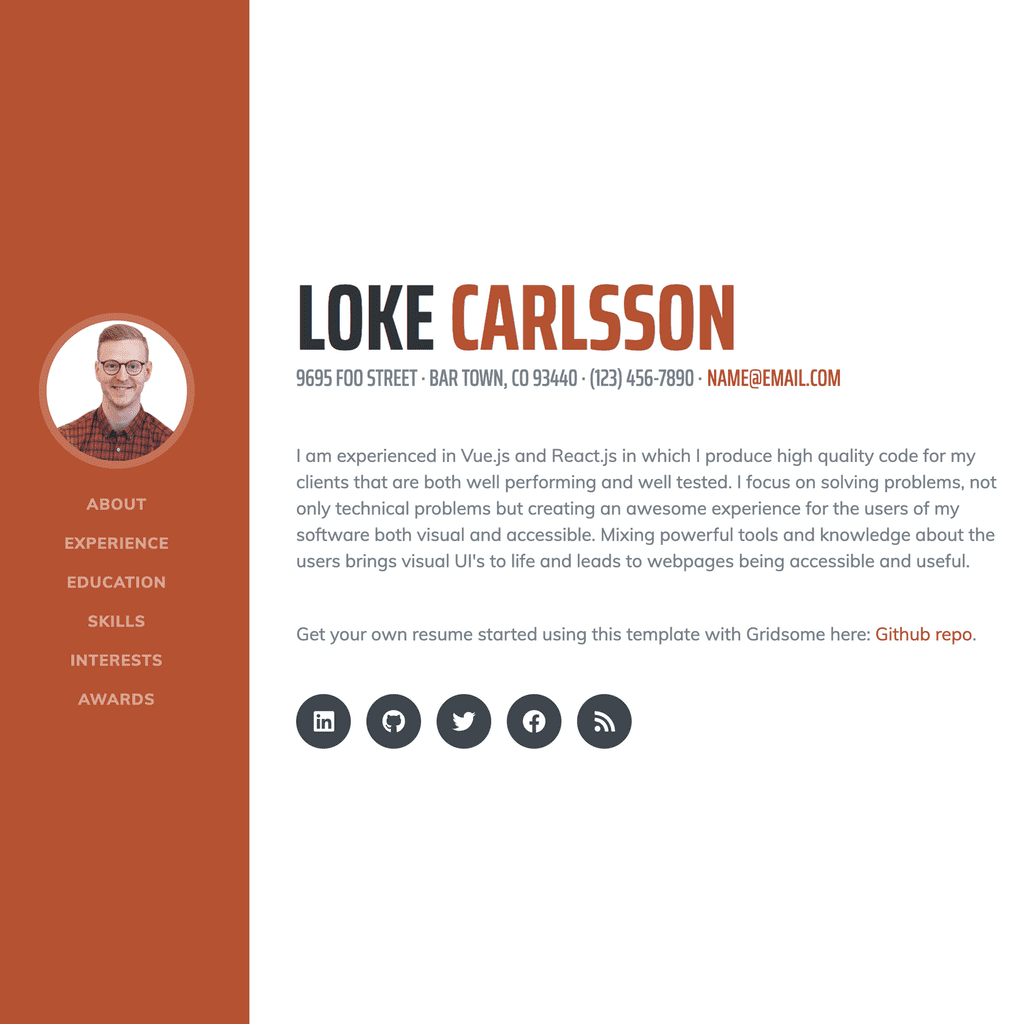 ABOUT
EXPERIENCE
EDUCATION
SKILLS
INTERESTS
AWARDS
LOKE CARLSSON
9695 FOO STREET · BAR TOWN, CO 93440 · (123) 456-7890 · NAME@EMAIL.COM
I am experienced in Vue.js and React.js in which I produce high quality code for my
clients that are both well performing and well tested. I focus on solving problems, not
only technical problems but creating an awesome experience for the users of my
software both visual and accessible. Mixing powerful tools and knowledge about the
users brings visual UI's to life and leads to webpages being accessible and useful.
Get your own resume started using this template with Gridsome here: Github repo.
in